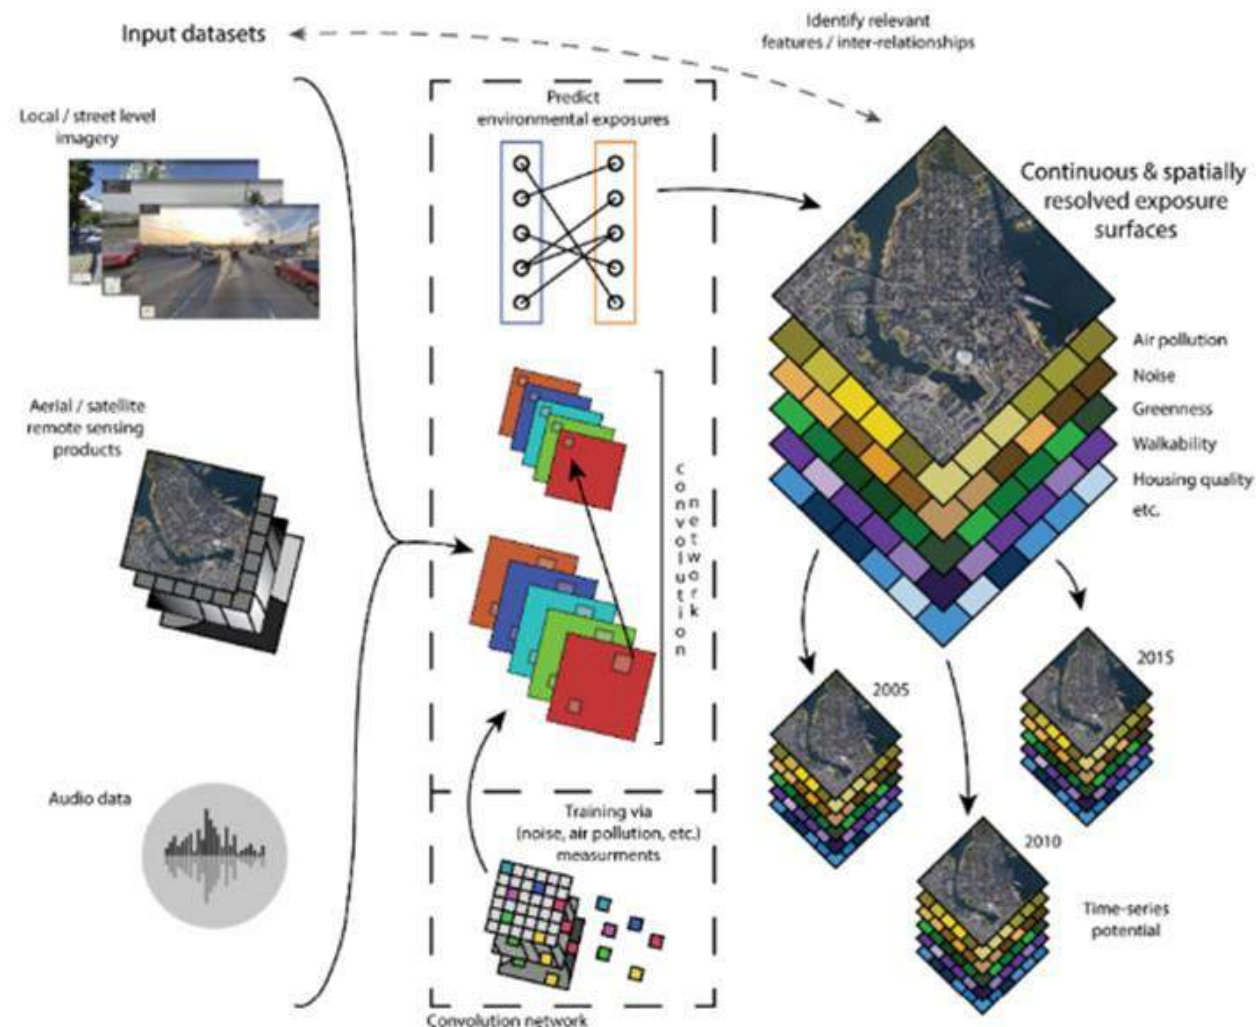 Input datasets
Identify relevant
features / inter-relationships
Local / street level
imagery
Predict
environmental exposures
Continuous & spatially
resolved exposure
surfaces
Air pollution
Noise
Greenness
Walkability
Housing quality
etc.
Aerial / satellite
remote sensing
products
convolution
network
2005
2015
2010
Time-series
potential
Audio data
Training via
(noise, air pollution, etc.)
measurments
Convolution network